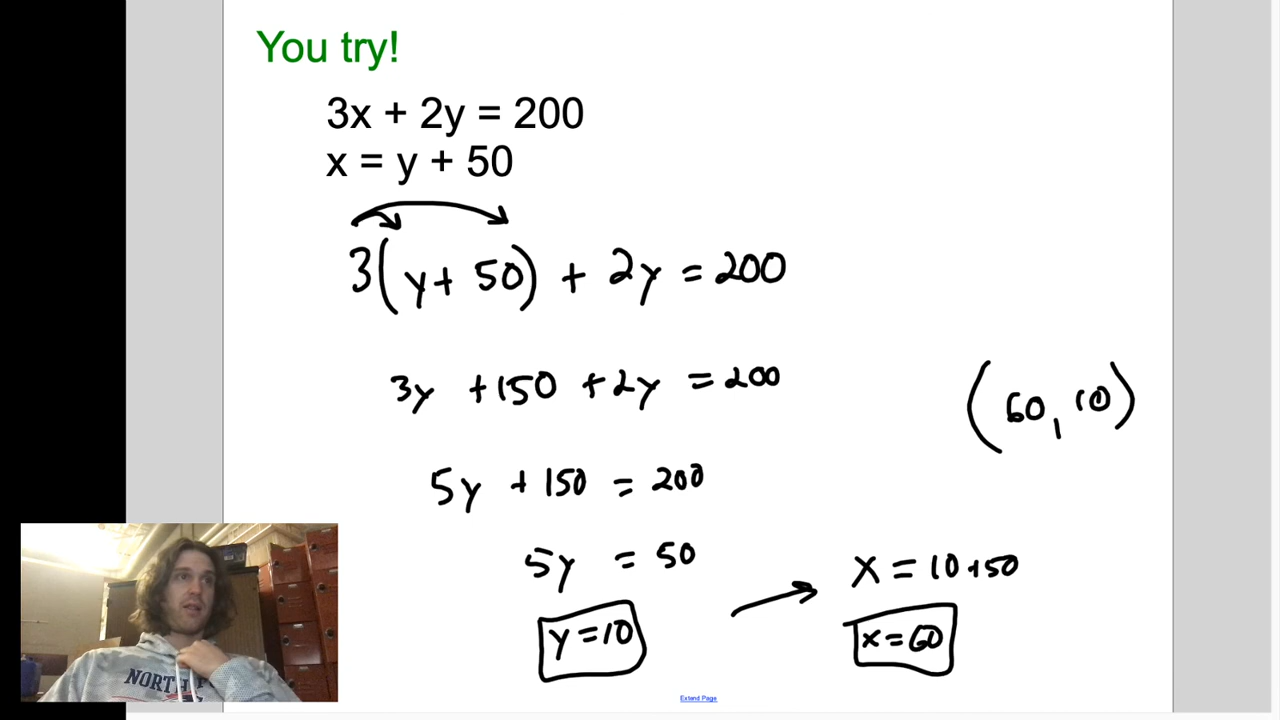 You try!
3x + 2y = 200
x = y + 50
3(y + 50) + 2y = 200
3y + 150 + 2y = 200
(60, 10)
5y + 150 = 200
5y = 50
x = 10 + 50
y = 10
x = 60
NORTH
Extend Page